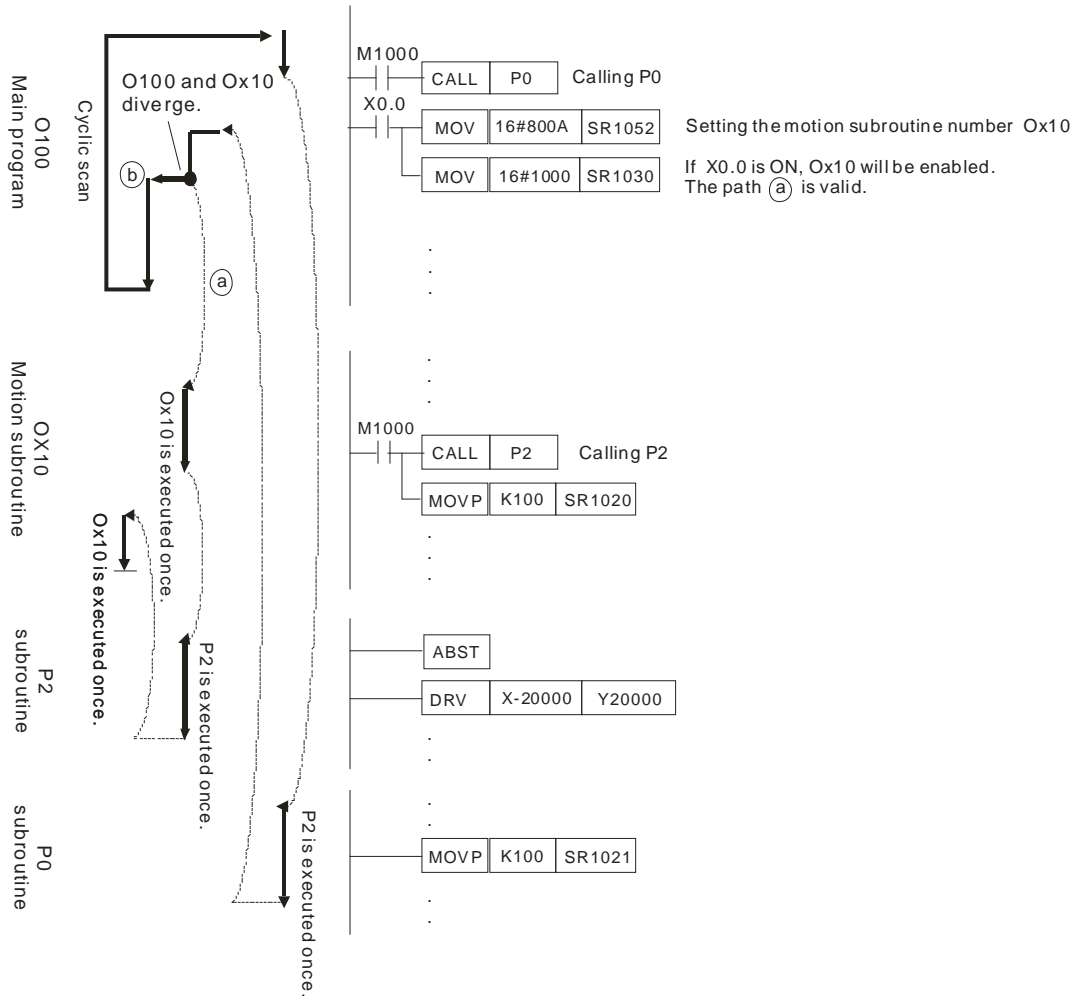 O100
Main program
Cyclic scan
O100 and Ox10
diverge.
b
a
M1000
CALL P0 Calling P0
X0.0
MOV 16#800A SR1052 Setting the motion subroutine number Ox10
MOV 16#1000 SR1030 If X0.0 is ON, Ox10 will be enabled.
The path a is valid.
OX10
Motion subroutine
Ox10 is executed once.
Ox10 is executed once.
M1000
CALL P2 Calling P2
MOVP K100 SR1020
P2
subroutine
P2 is executed once.
ABST
DRV X-20000 Y20000
P0
subroutine
P2 is executed once.
MOVP K100 SR1021